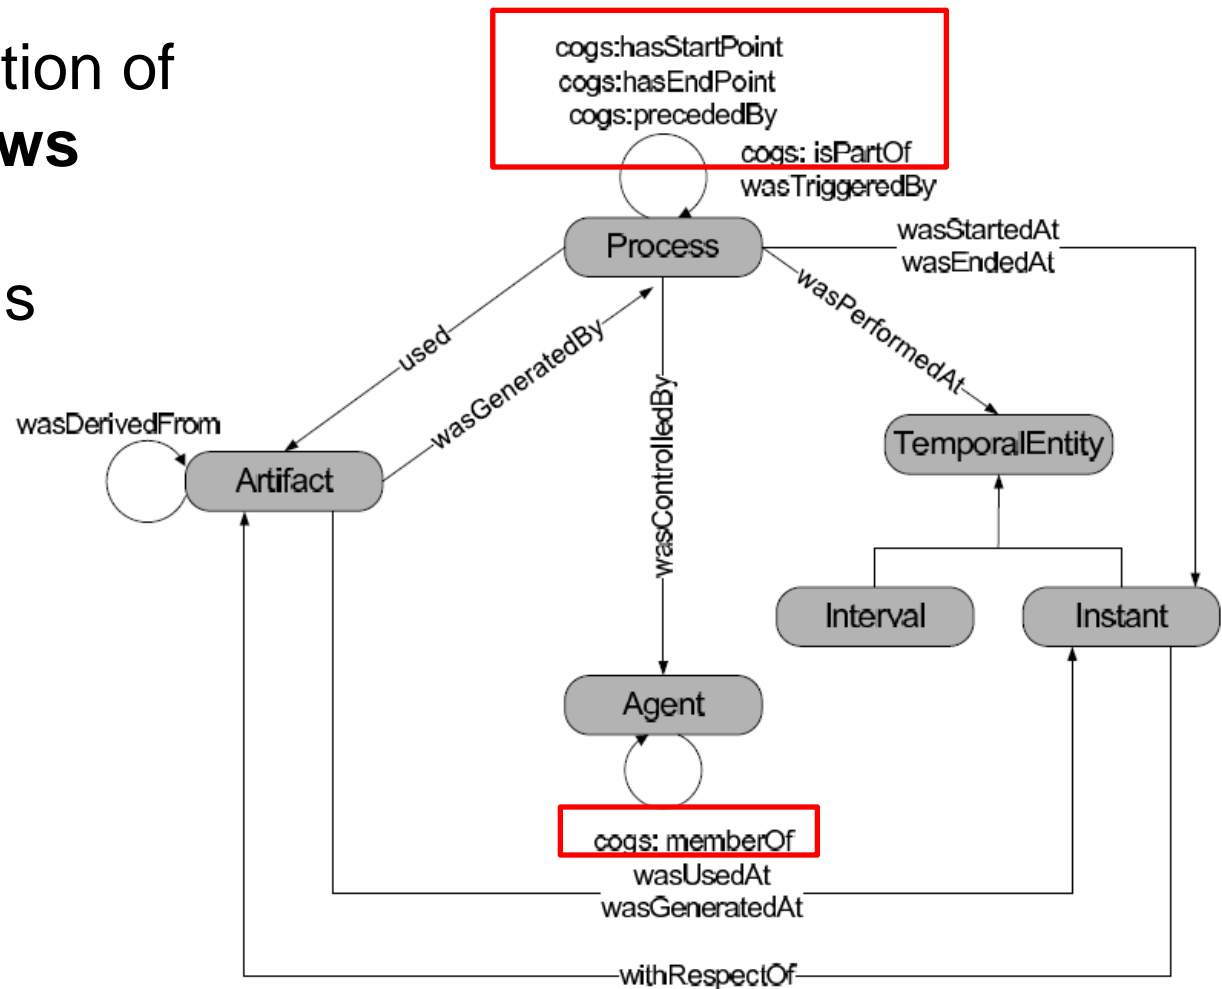 tion of
ws
s
cogs:hasStartPoint
cogs:hasEndPoint
cogs:precededBy
cogs: isPartOf
wasTriggeredBy
Process
wasStartedAt
wasEndedAt
wasPerformedAt
used
wasGeneratedBy
wasControlledBy
wasDerivedFrom
Artifact
TemporalEntity
Interval
Instant
Agent
cogs: memberOf
wasUsedAt
wasGeneratedAt
withRespectOf